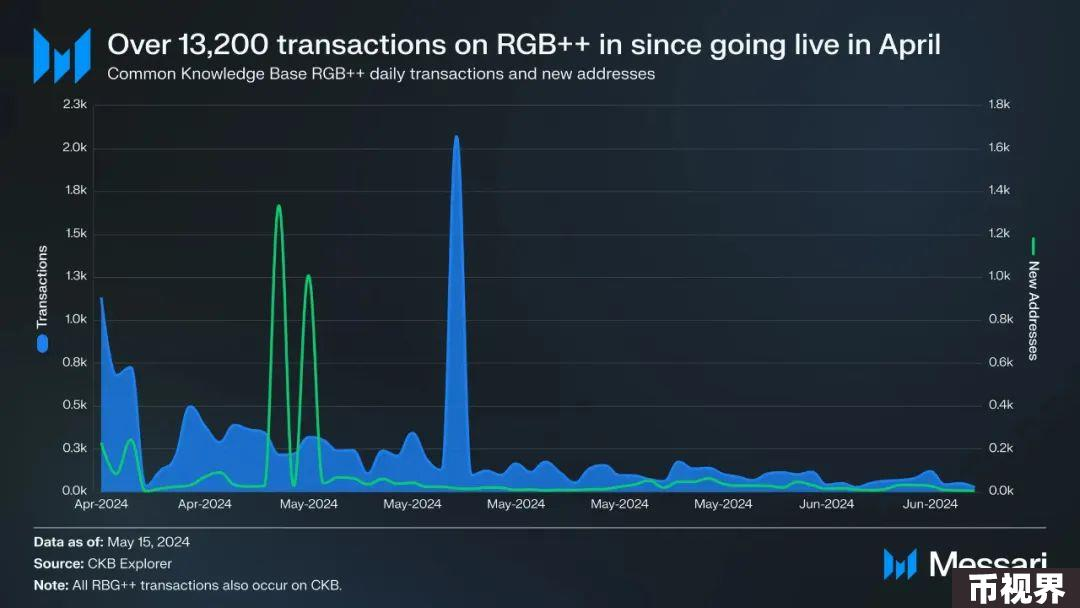 Over 13,200 transactions on RGB++ in since going live in April
Common Knowledge Base RGB++ daily transactions and new addresses
2.3k
2.0k
1.8k
1.5k
1.3k
1.0k
0.8k
0.5k
0.3k
0.0k
Transactions
1.8k
1.6k
1.4k
1.2k
1.0k
0.8k
0.6k
0.4k
0.2k
0.0k
New Addresses
Apr-2024 Apr-2024 May-2024 May-2024 May-2024 May-2024 May-2024 Jun-2024 Jun-2024
Data as of: May 15, 2024
Source: CKB Explorer
Note: All RBG++ transactions also occur on CKB.
Messari
币视界